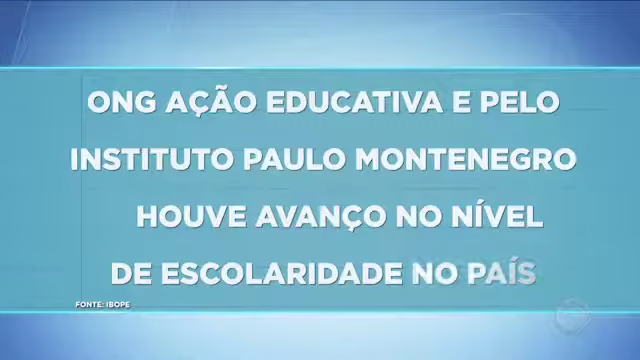 ONG AÇÃO EDUCATIVA E PELO
INSTITUTO PAULO MONTENEGRO
HOUVE AVANÇO NO NÍVEL
DE ESCOLARIDADE NO PAÍS
FONTE: IBOPE